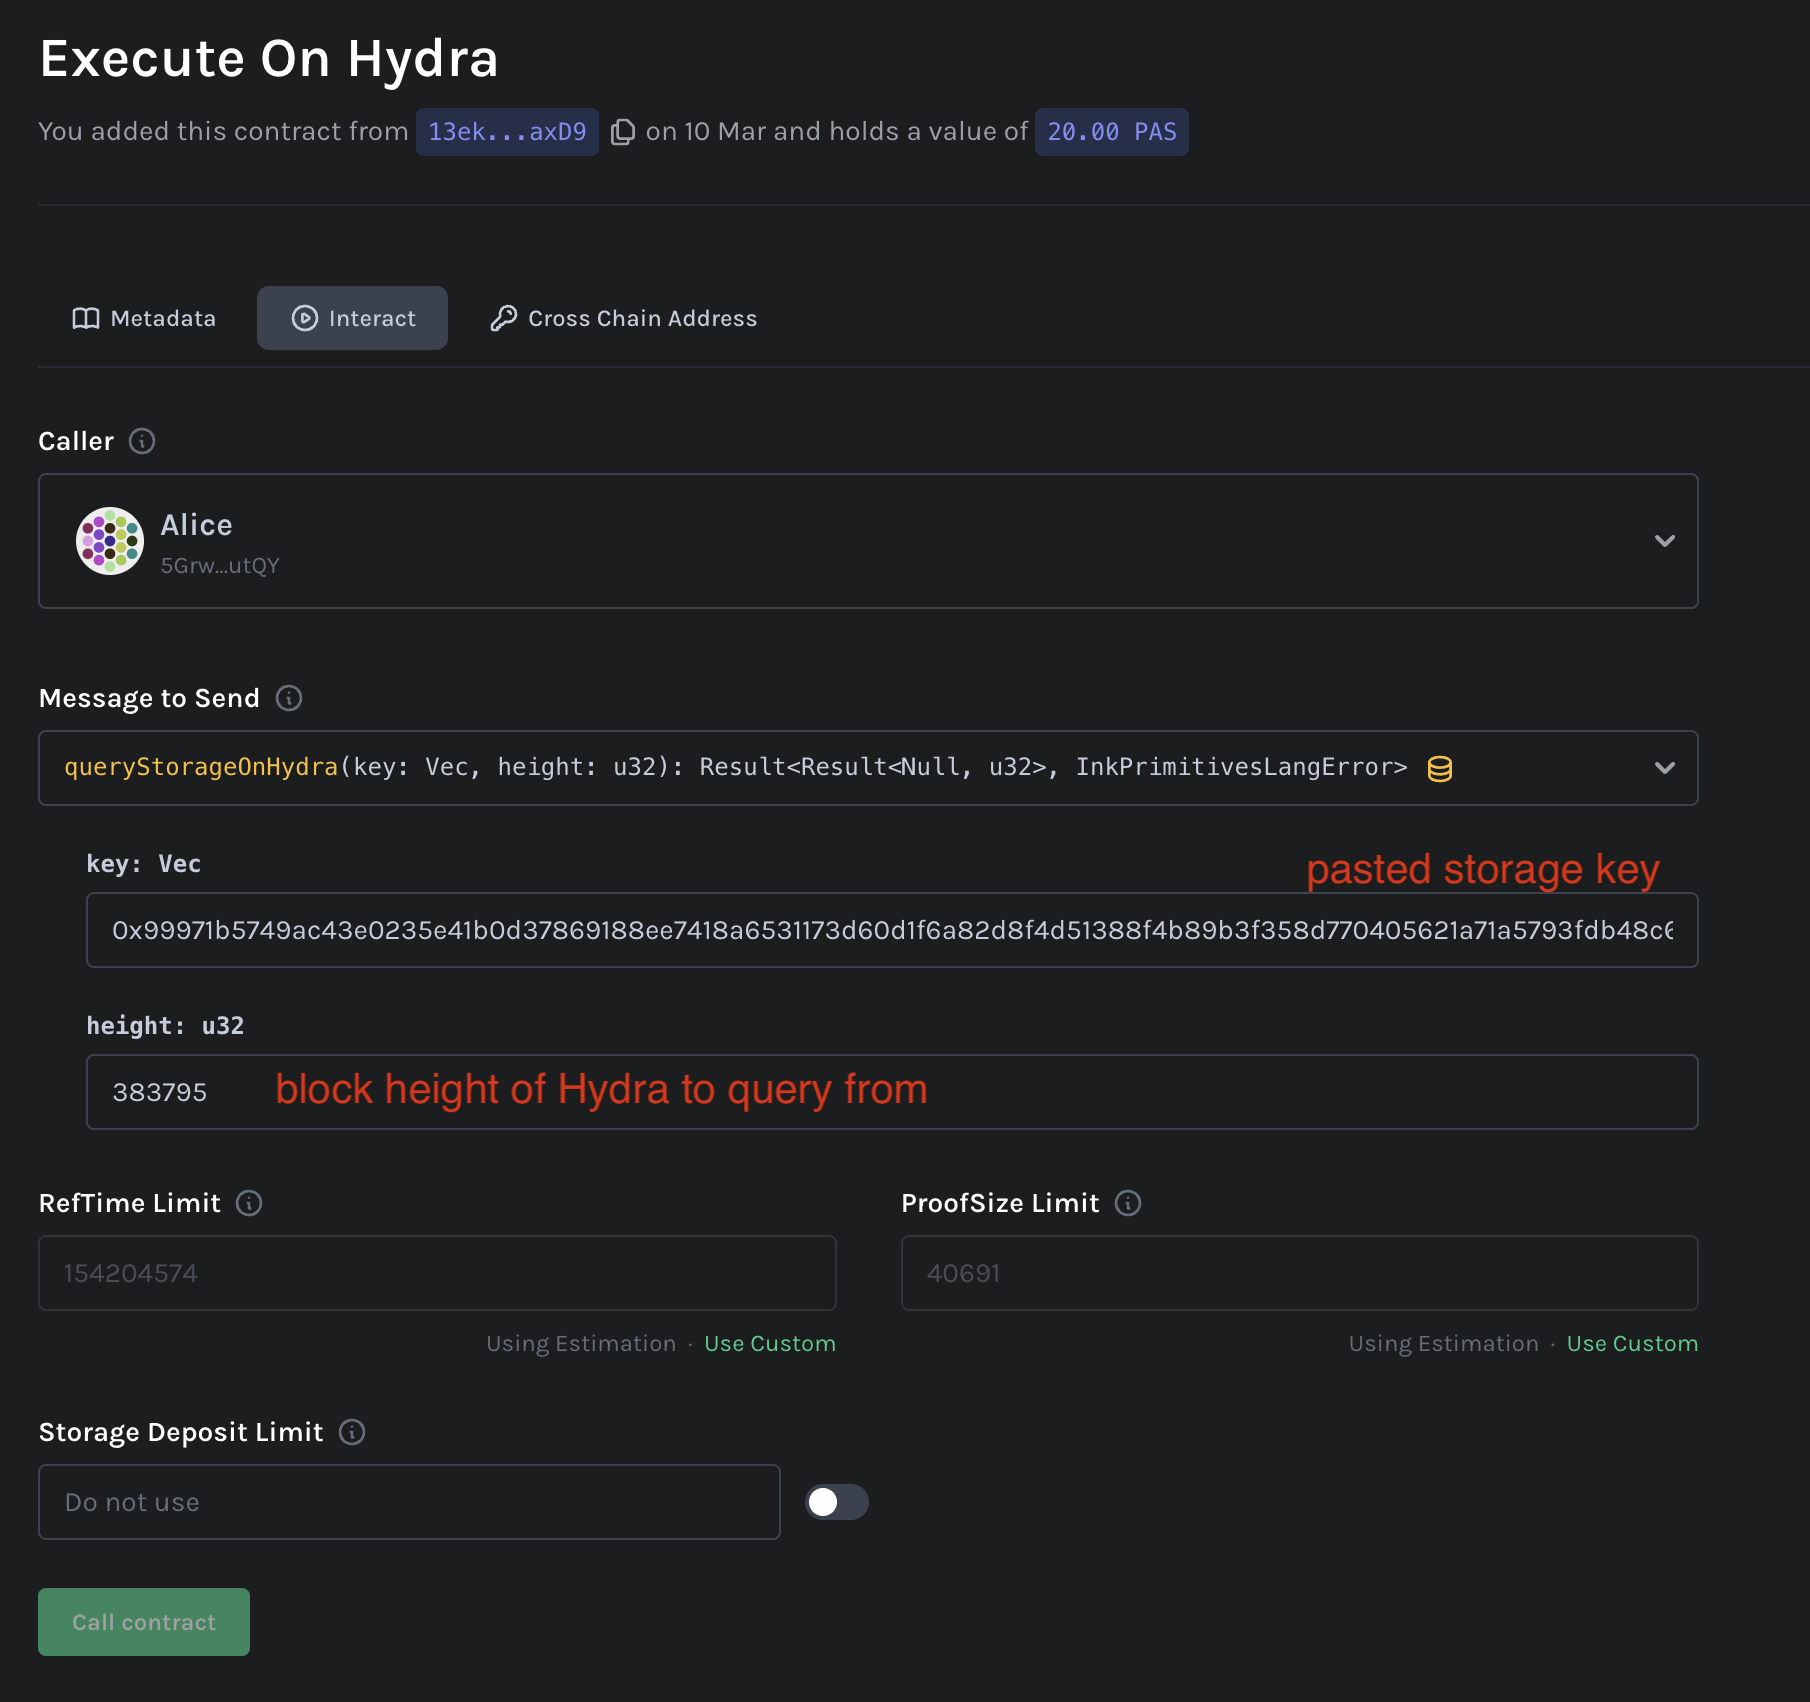 Execute On Hydra
You added this contract from 13ek...axD9 on 10 Mar and holds a value of 20.00 PAS
Metadata Interact Cross Chain Address
Caller
Alice
5Grw...utQY
Message to Send
queryStorageOnHydra(key: Vec, height: u32): Result<Result<Null, u32>, InkPrimitivesLangError>
key: Vec
pasted storage key
0x99971b5749ac43e0235e41b0d37869188ee7418a6531173d60d1f6a82d8f4d51388f4b89b3f358d770405621a71a5793fdb48c6
height: u32
383795 block height of Hydra to query from
RefTime Limit ProofSize Limit
154204574 40691
Using Estimation · Use Custom Using Estimation · Use Custom
Storage Deposit Limit
Do not use
Call contract